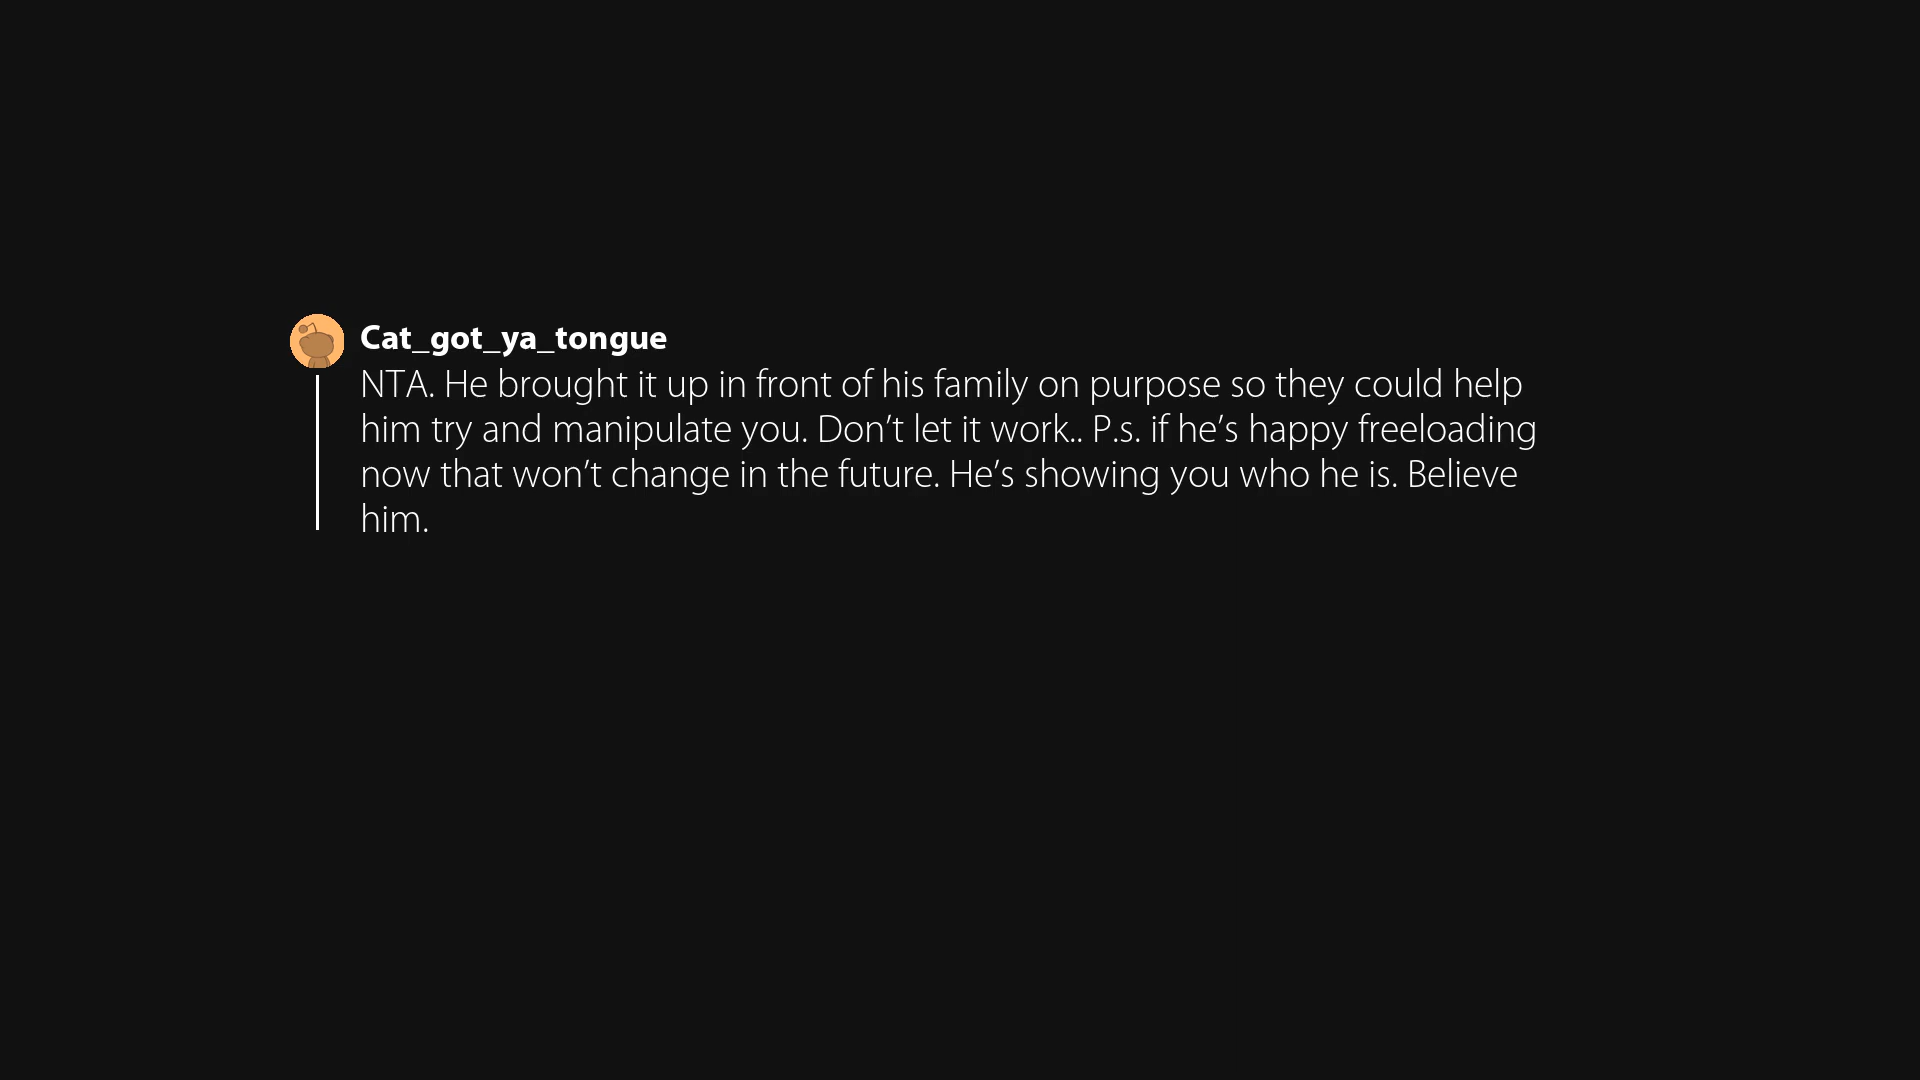 Cat_got_ya_tongue
NTA. He brought it up in front of his family on purpose so they could help
him try and manipulate you. Don’t let it work.. P.s. if he’s happy freeloading
now that won’t change in the future. He’s showing you who he is. Believe
him.